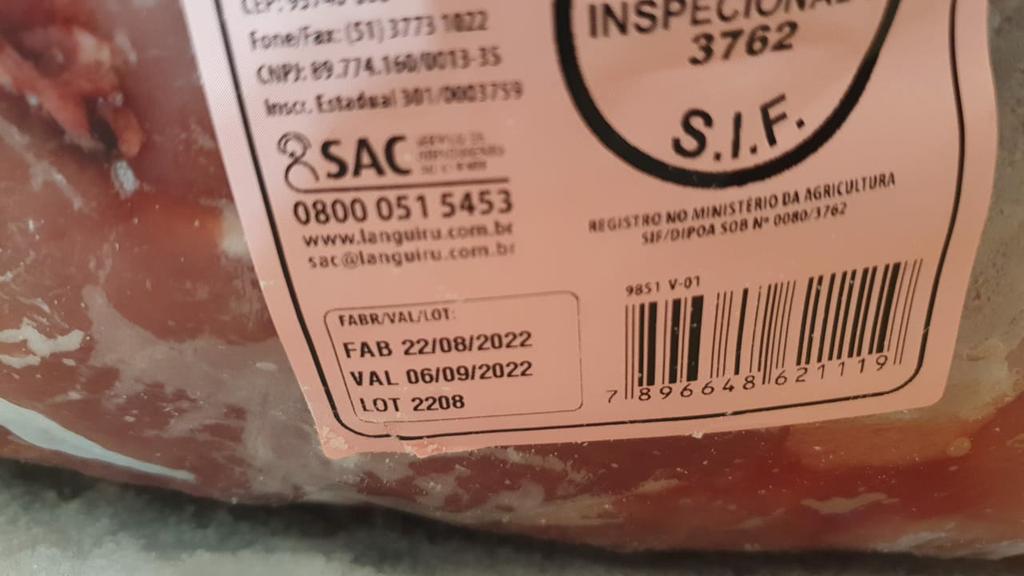 Fone/Fax: (51) 3773 1022
CNPJ: 89.774.160/0013-35
Inscr. Estadual 301/0003759
SAC
0800 051 5453
www.languiru.com.br
sac@languiru.com.br
FABR/VAL/LOT:
FAB 22/08/2022
VAL 06/09/2022
LOT 2208
3762
S.I.F.
REGISTRO NO MINISTÉRIO DA AGRICULTURA
SIF/DIPOA SOB Nº 0080/3762
9851 V-01
7 896648 621119